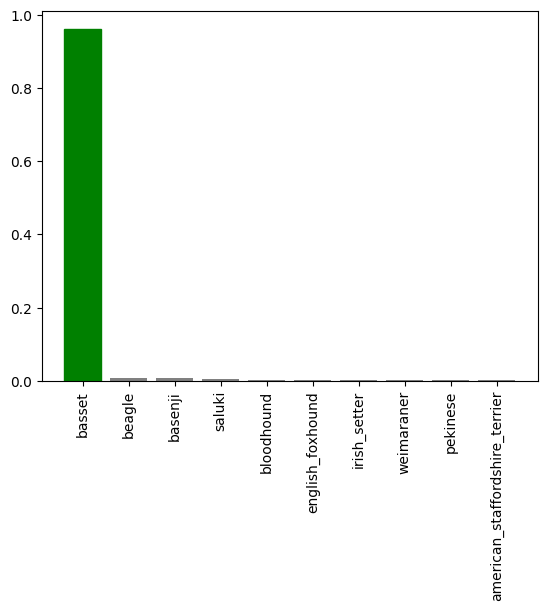 1.0
0.8
0.6
0.4
0.2
0.0
basset
beagle
basenji
saluki
bloodhound
english_foxhound
irish_setter
weimaraner
pekinese
american_staffordshire_terrier